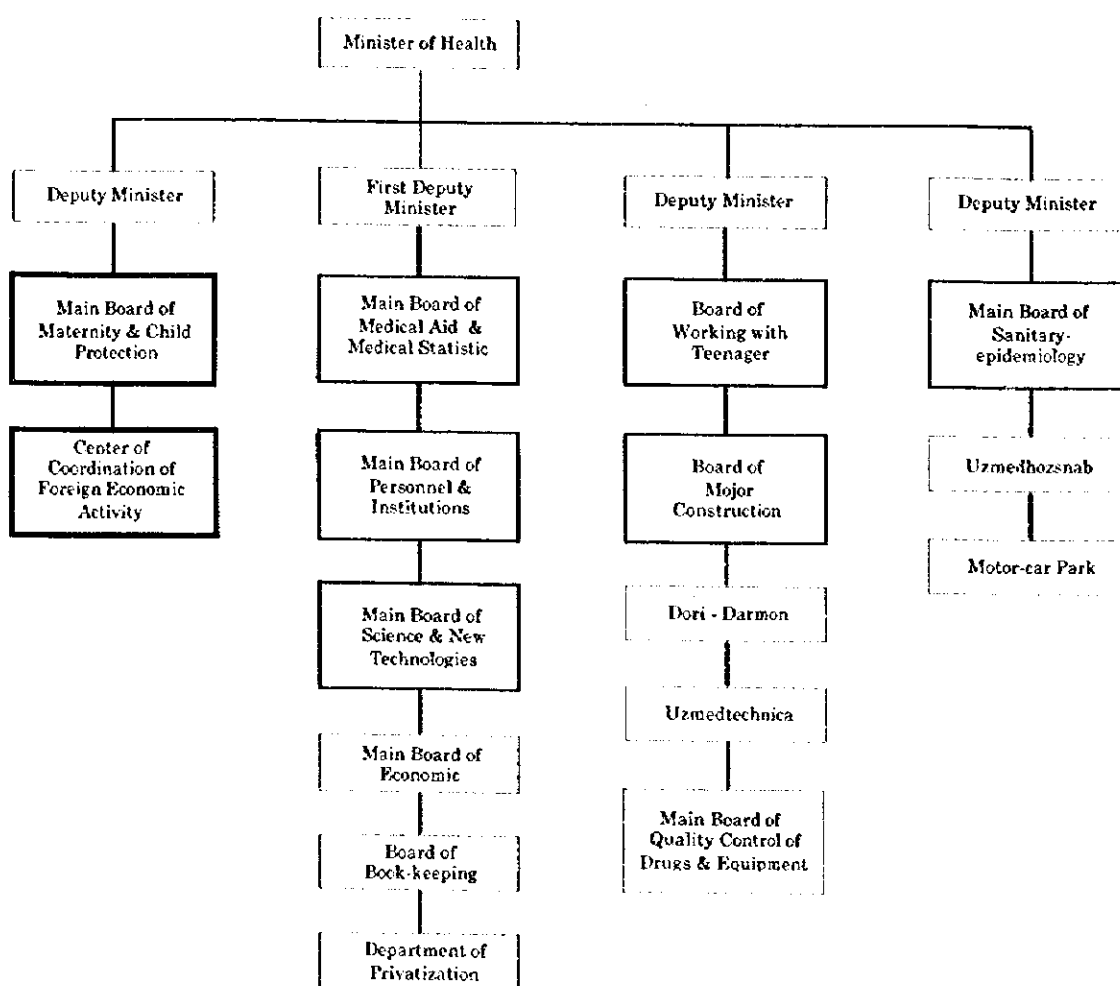 Minister of Health
Deputy Minister
First Deputy
Minister
Deputy Minister
Deputy Minister
Main Board of
Maternity & Child
Protection
Main Board of
Medical Aid & 
Medical Statistic
Board of
Working with
Teenager
Main Board of
Sanitary-
epidemiology
Center of
Coordination of
Foreign Economic
Activity
Main Board of
Personnel &
Institutions
Board of
Mojor
Construction
Uzmedhozsnab
Motor-car Park
Main Board of
Science & New
Technologies
Dori - Darmon
Uzmedtechnica
Main Board of
Economic
Main Board of
Quality Control of
Drugs & Equipment
Board of
Book-keeping
Department of
Privatization